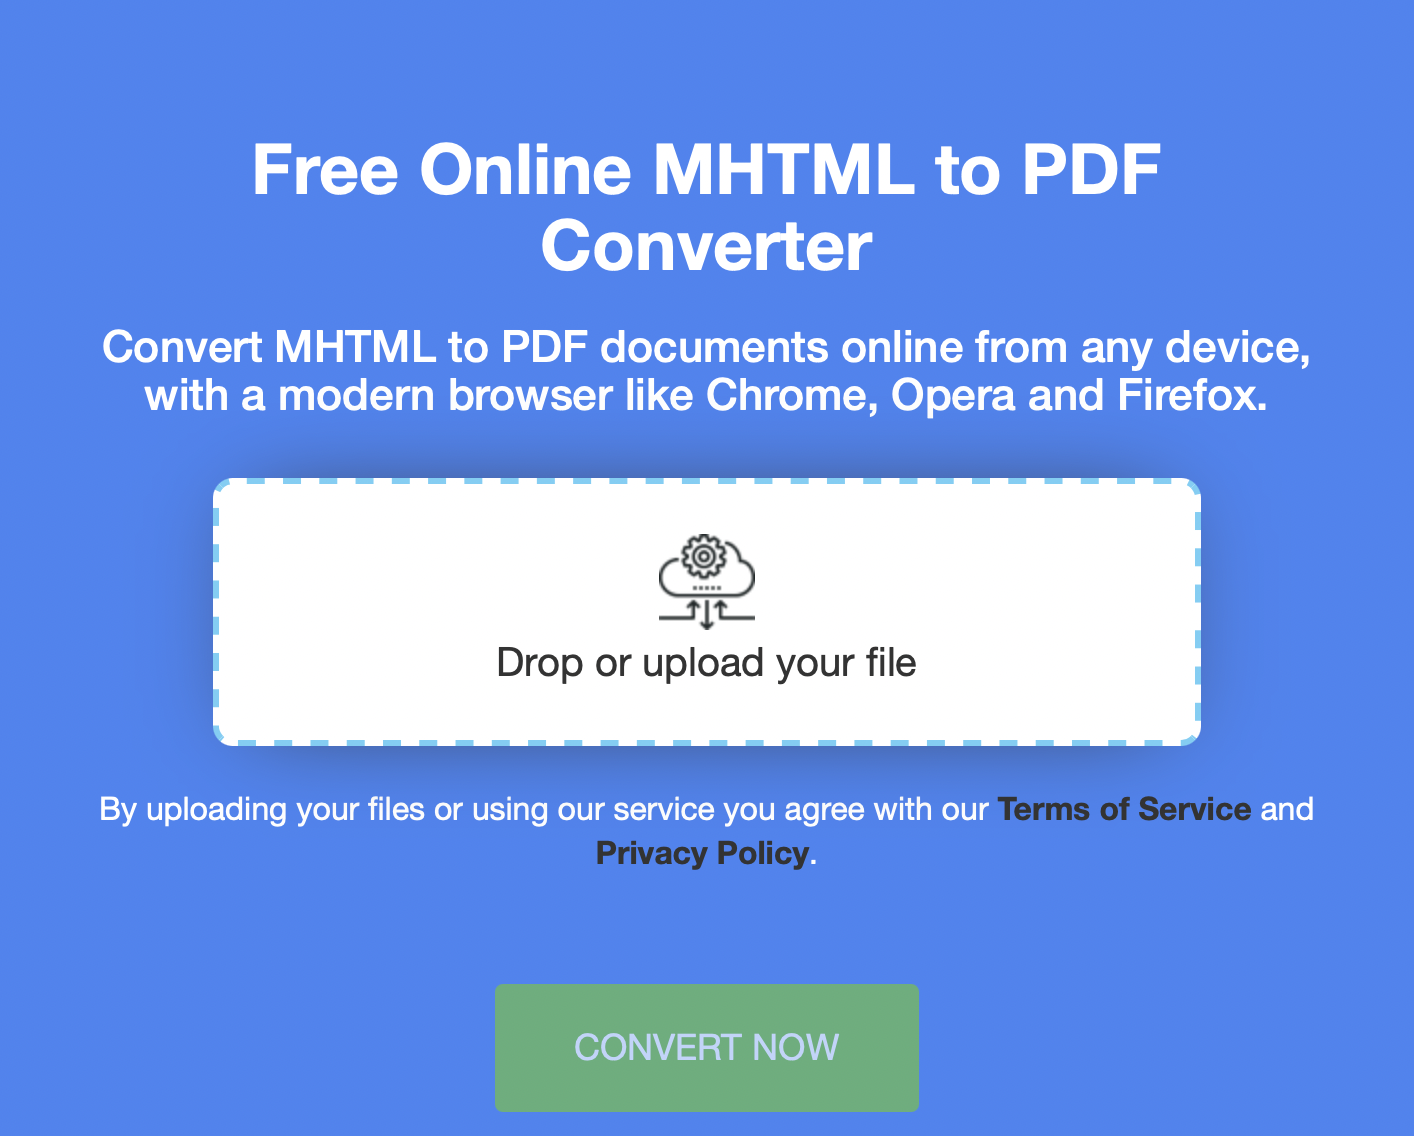 Free Online MHTML to PDF
Converter
Convert MHTML to PDF documents online from any device,
with a modern browser like Chrome, Opera and Firefox.
Drop or upload your file
By uploading your files or using our service you agree with our Terms of Service and
Privacy Policy.
CONVERT NOW